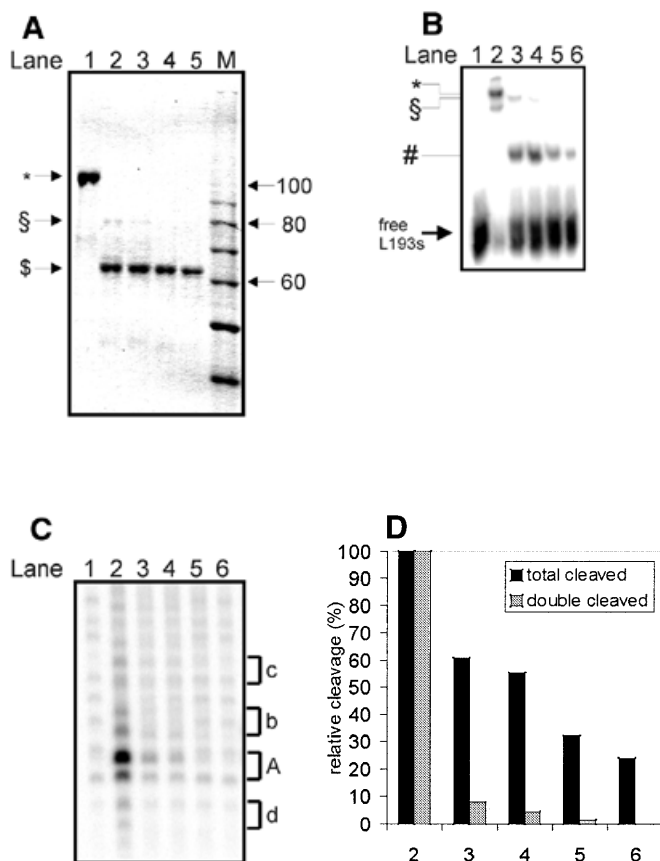 A
Lane 1 2 3 4 5 M
*
§
$
100
80
60
B
Lane 1 2 3 4 5 6
*
§
#
free
L193s
C
Lane 1 2 3 4 5 6
c
b
A
d
D
relative cleavage (%)
100
90
80
70
60
50
40
30
20
10
0
total cleaved
double cleaved
2 3 4 5 6